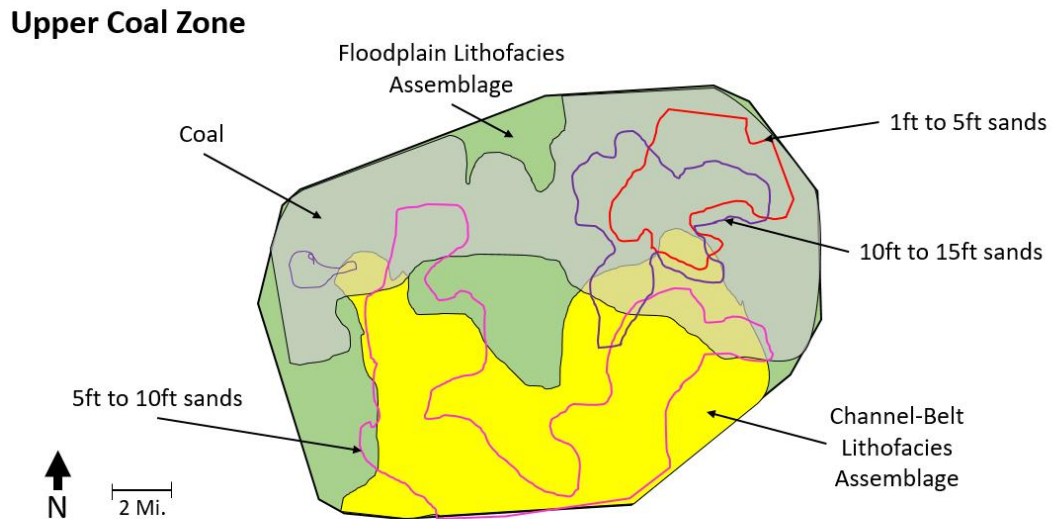 Upper Coal Zone
Floodplain Lithofacies
Assemblage
Coal
1ft to 5ft sands
10ft to 15ft sands
5ft to 10ft sands
Channel-Belt
Lithofacies
Assemblage
N
2 Mi.